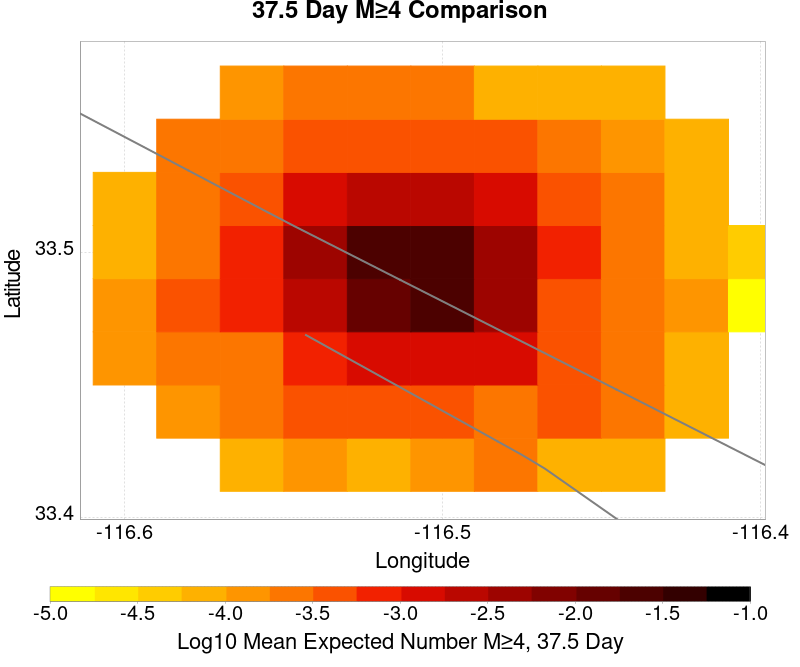 37.5 Day M≥4 Comparison
Latitude
33.5
33.4
-116.6 -116.5 -116.4
Longitude
-5.0 -4.5 -4.0 -3.5 -3.0 -2.5 -2.0 -1.5 -1.0
Log10 Mean Expected Number M≥4, 37.5 Day